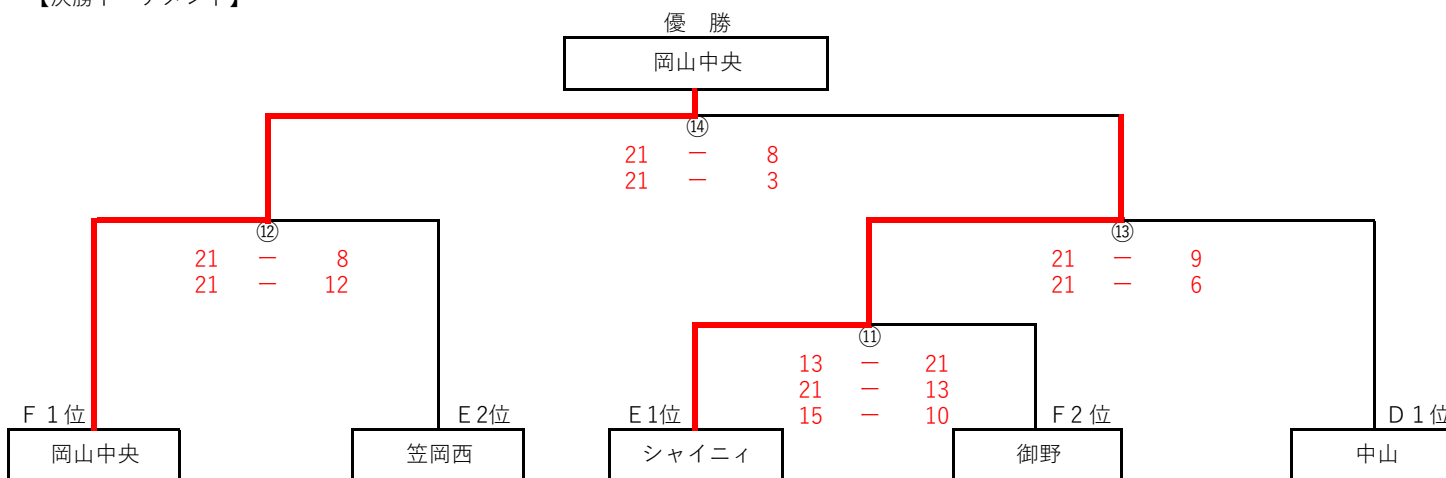 優 勝
岡山中央
⑭
21 ー 8
21 ー 3
⑫
21 ー 8
21 ー 12
⑬
21 ー 9
21 ー 6
⑪
13 ー 21
21 ー 13
15 ー 10
Ｆ 1位
Ｅ 2位
Ｅ 1位
Ｆ 2 位
Ｄ 1位
岡山中央
笠岡西
シャイニィ
御野
中山